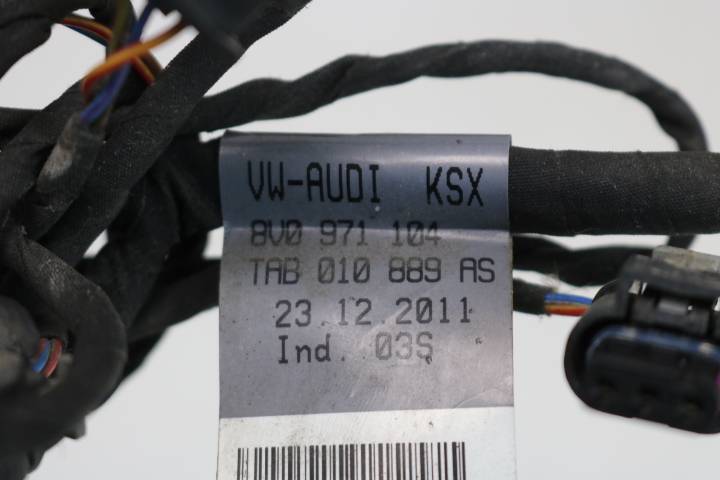 VW-AUDI KSX
8V0 971 104
TAB 010 889 AS
23.12 2011
Ind. 03S